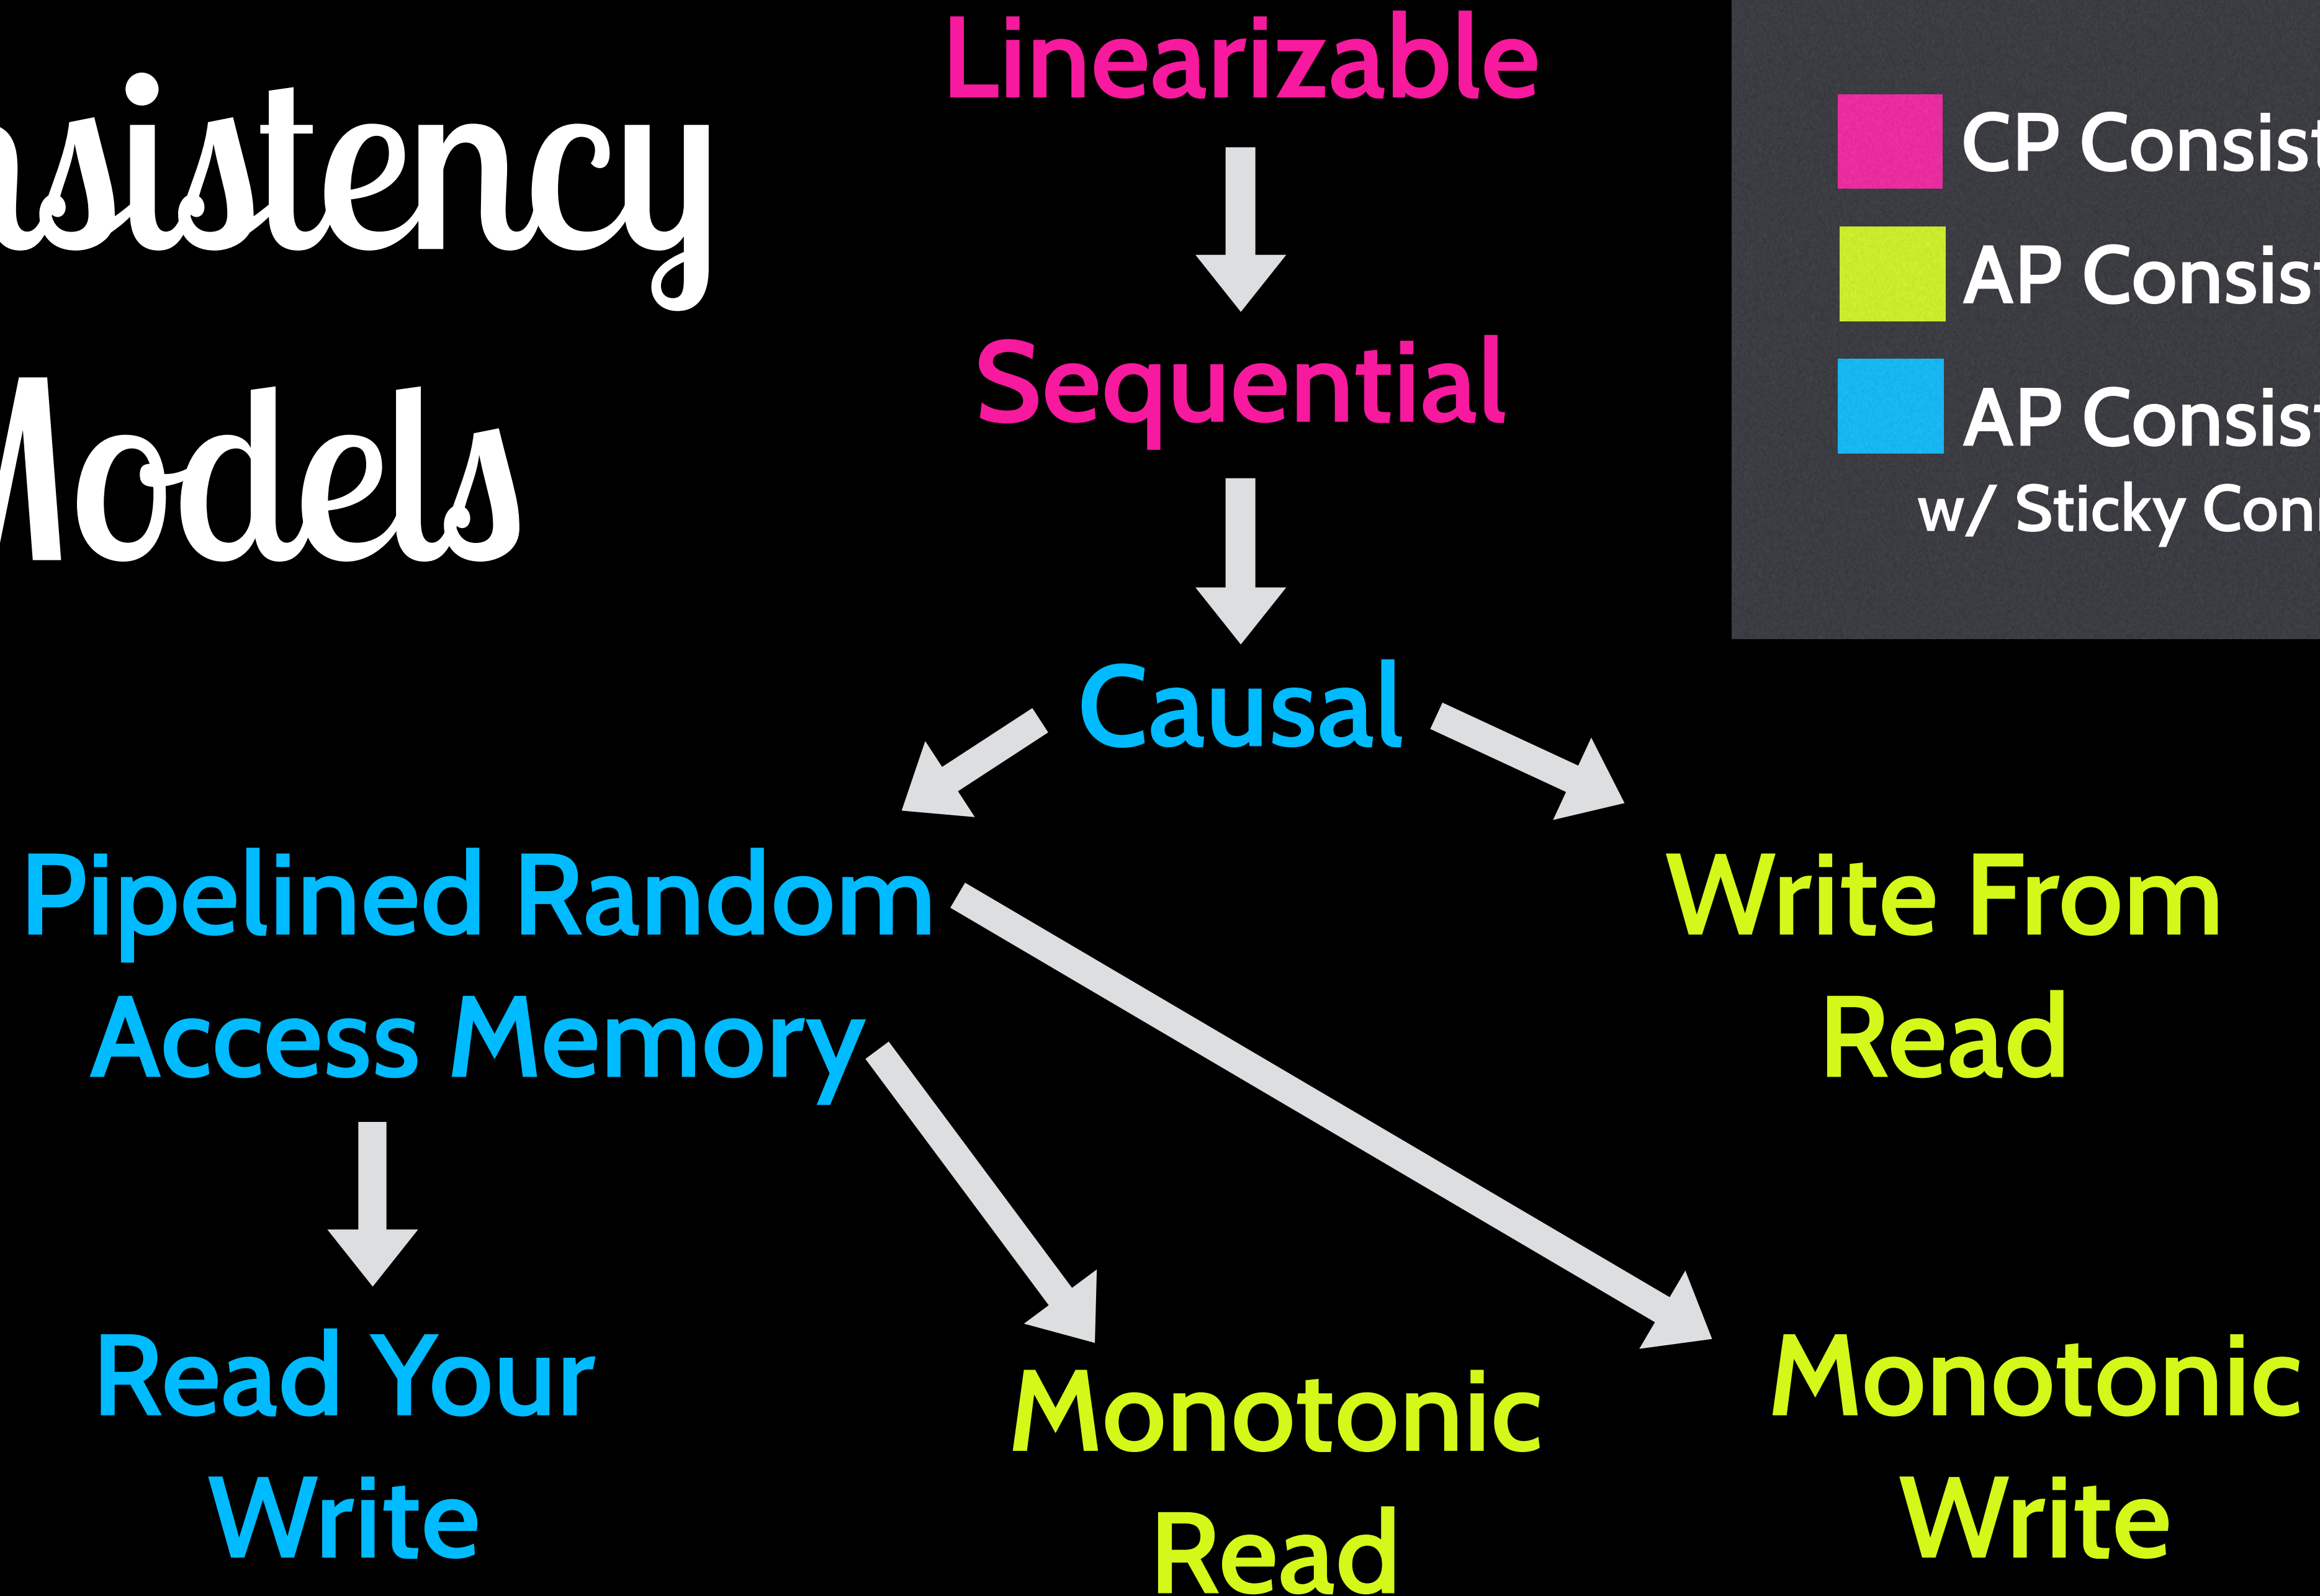 nsistency
Models
Linearizable
Sequential
Causal
CP Consist
AP Consist
AP Consist
w/ Sticky Con
Pipelined Random
Access Memory
Write From
Read
Read Your
Write
Monotonic
Read
Monotonic
Write